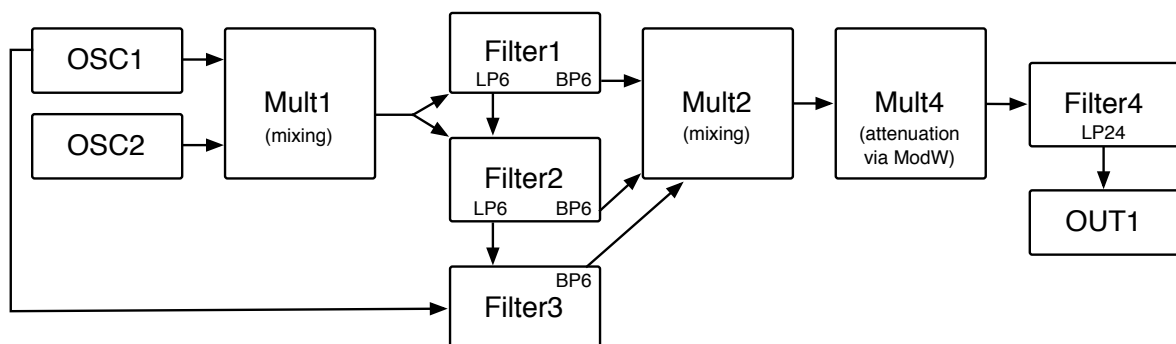 OSC1
OSC2
Mult1
(mixing)
Filter1
LP6 BP6
Filter2
LP6 BP6
BP6
Filter3
Mult2
(mixing)
Mult4
(attenuation
via ModW)
Filter4
LP24
OUT1